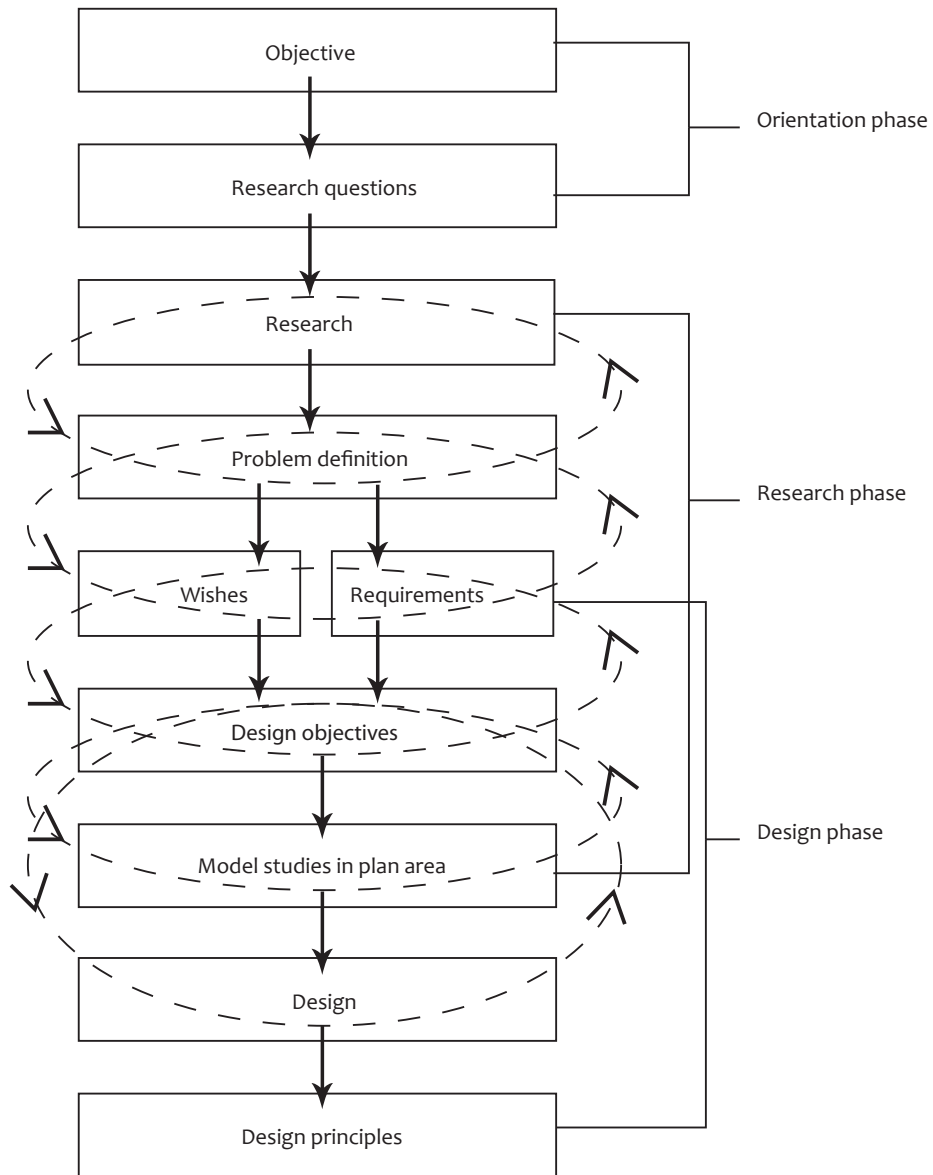 Objective
Orientation phase
Research questions
Research
Problem definition
Research phase
Wishes
Requirements
Design objectives
Design phase
Model studies in plan area
Design
Design principles